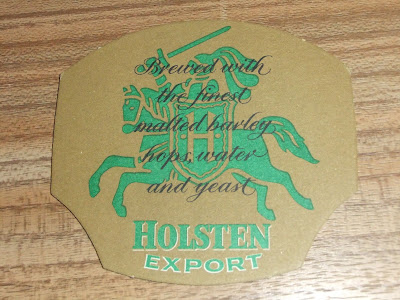 Brewed with
the finest
malted barley
hops, water
and yeast
H
HOLSTEN
EXPORT